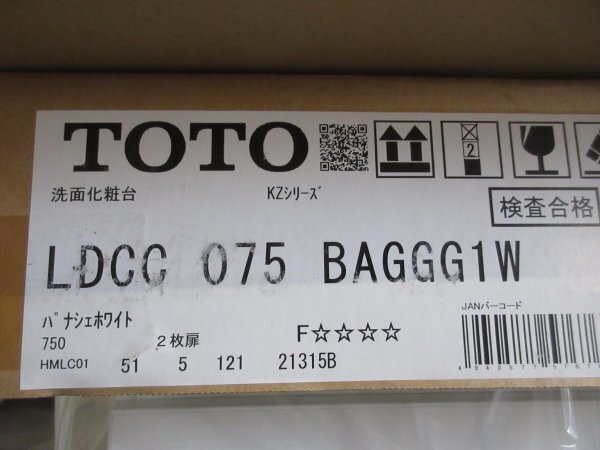 TOTO
2
洗面化粧台 KZシリーズ
検査合格
LDCC 075 BAGGG1W
パナシェホワイト
JANバーコード
750 2枚扉 F☆☆☆☆
HMLC01 51 5 121 21315B